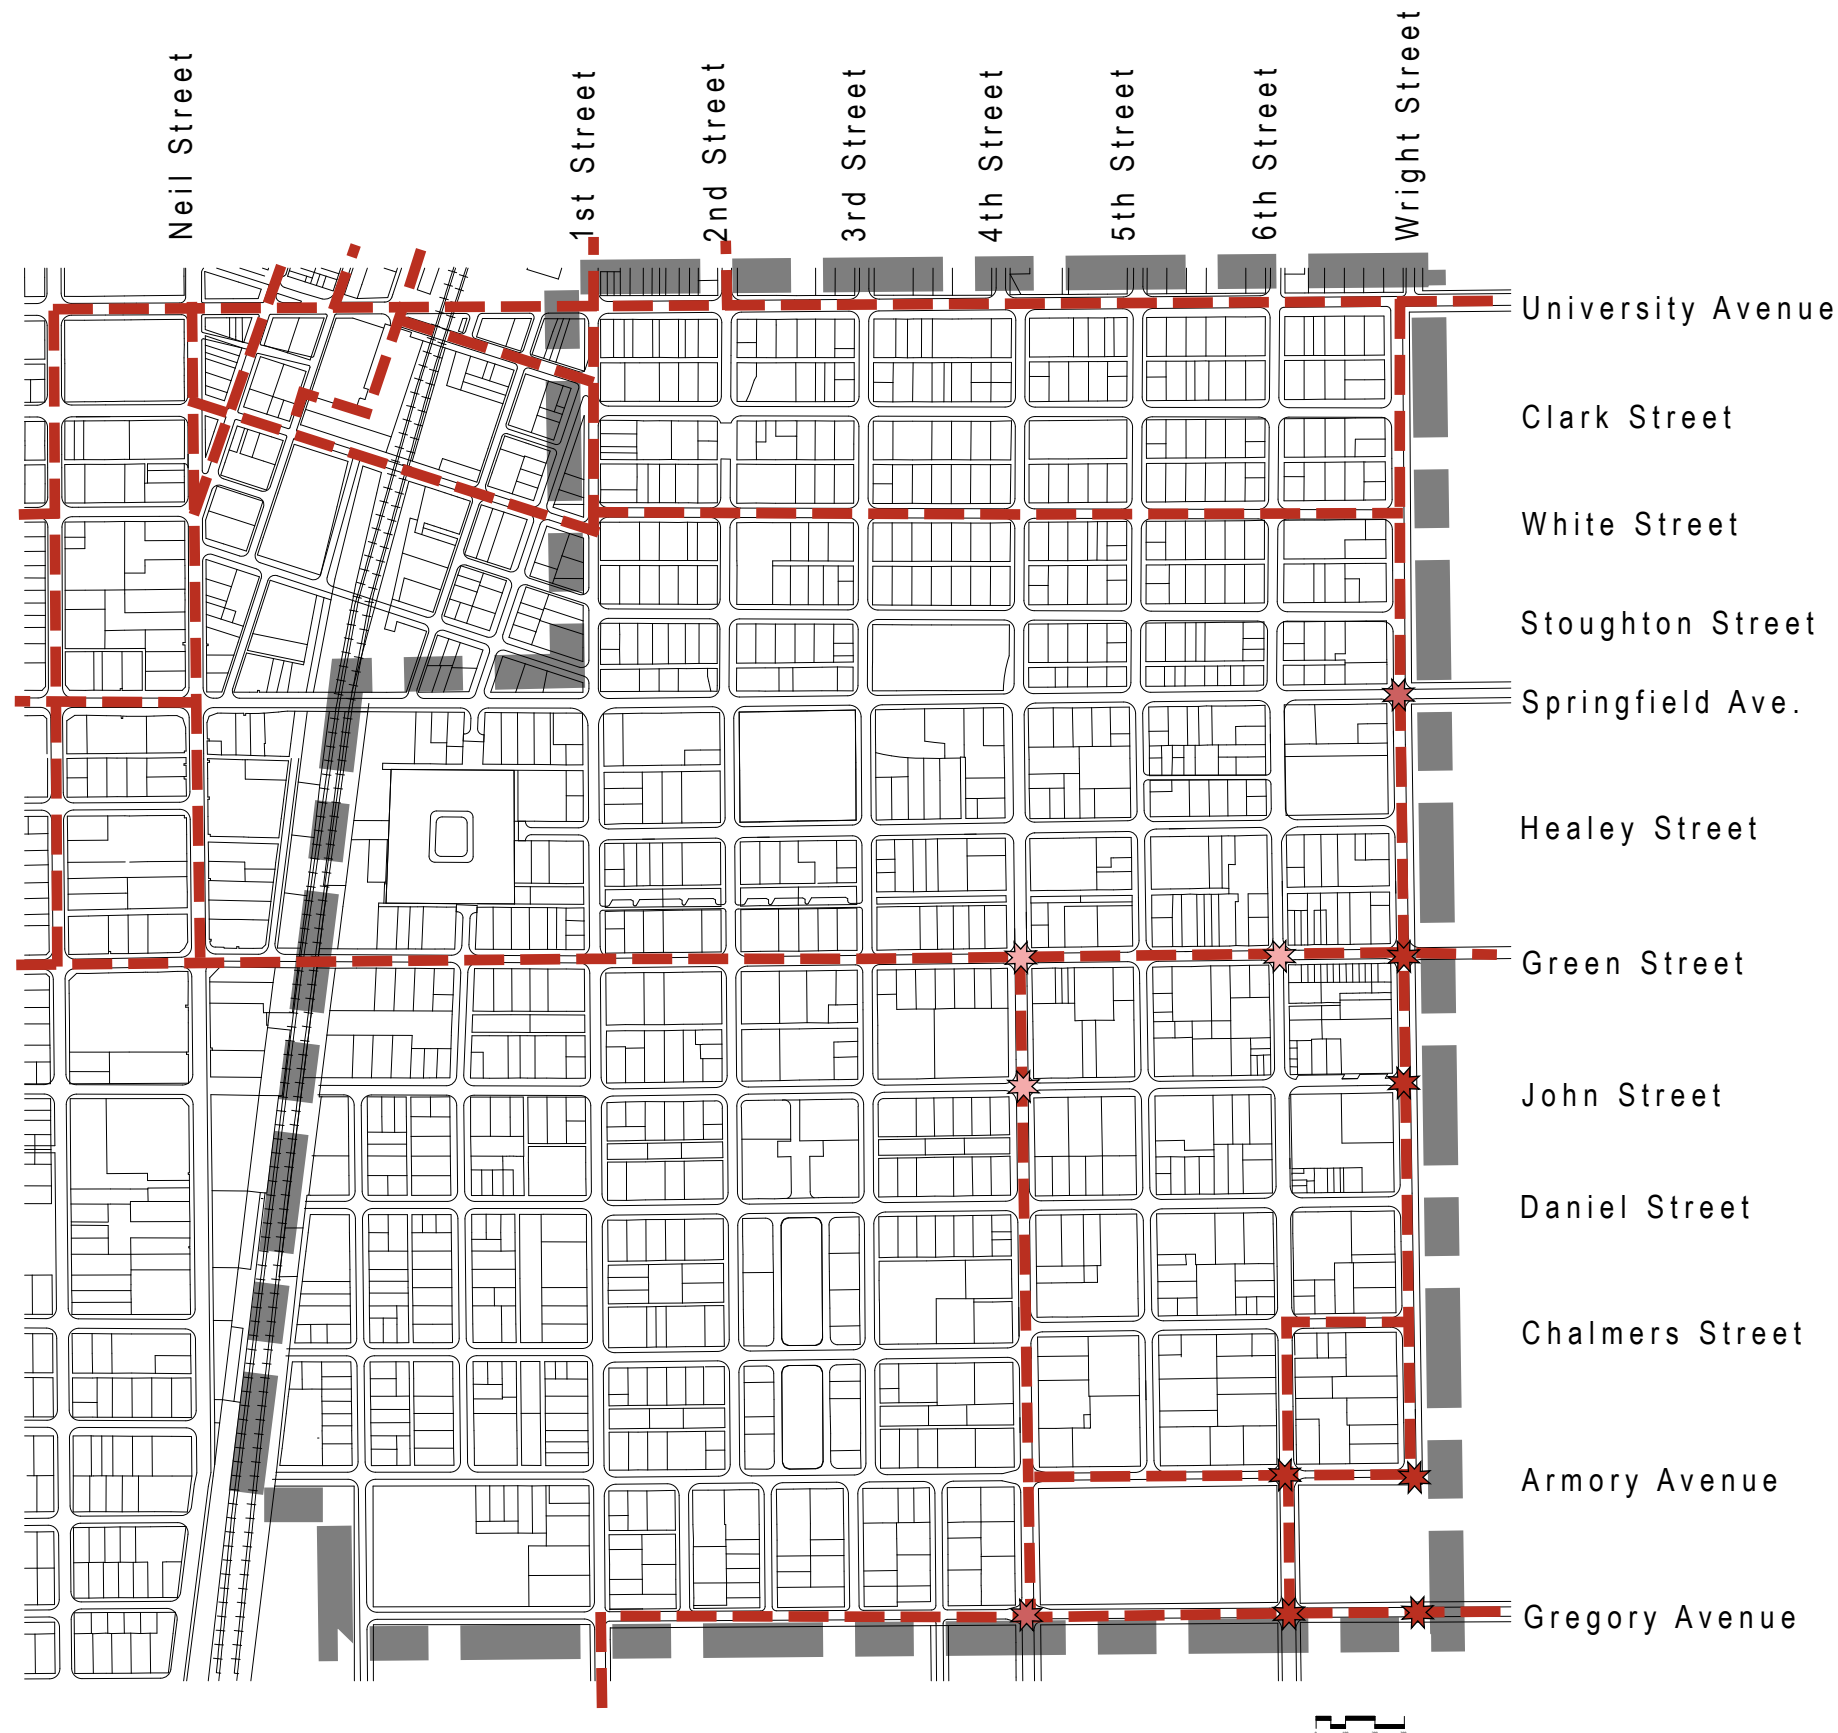 Neil Street
1st Street
2nd Street
3rd Street
4th Street
5th Street
6th Street
Wright Street
University Avenue
Clark Street
White Street
Stoughton Street
Springfield Ave.
Healey Street
Green Street
John Street
Daniel Street
Chalmers Street
Armory Avenue
Gregory Avenue